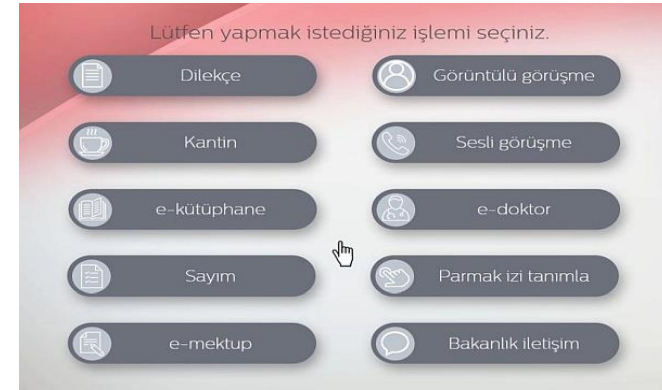 Lütfen yapmak istediğiniz işlemi seçiniz.
Dilekçe
Görüntülü görüşme
Kantin
Sesli görüşme
e-kütüphane
e-doktor
Sayım
Parmak izi tanımla
e-mektup
Bakanlık iletişim